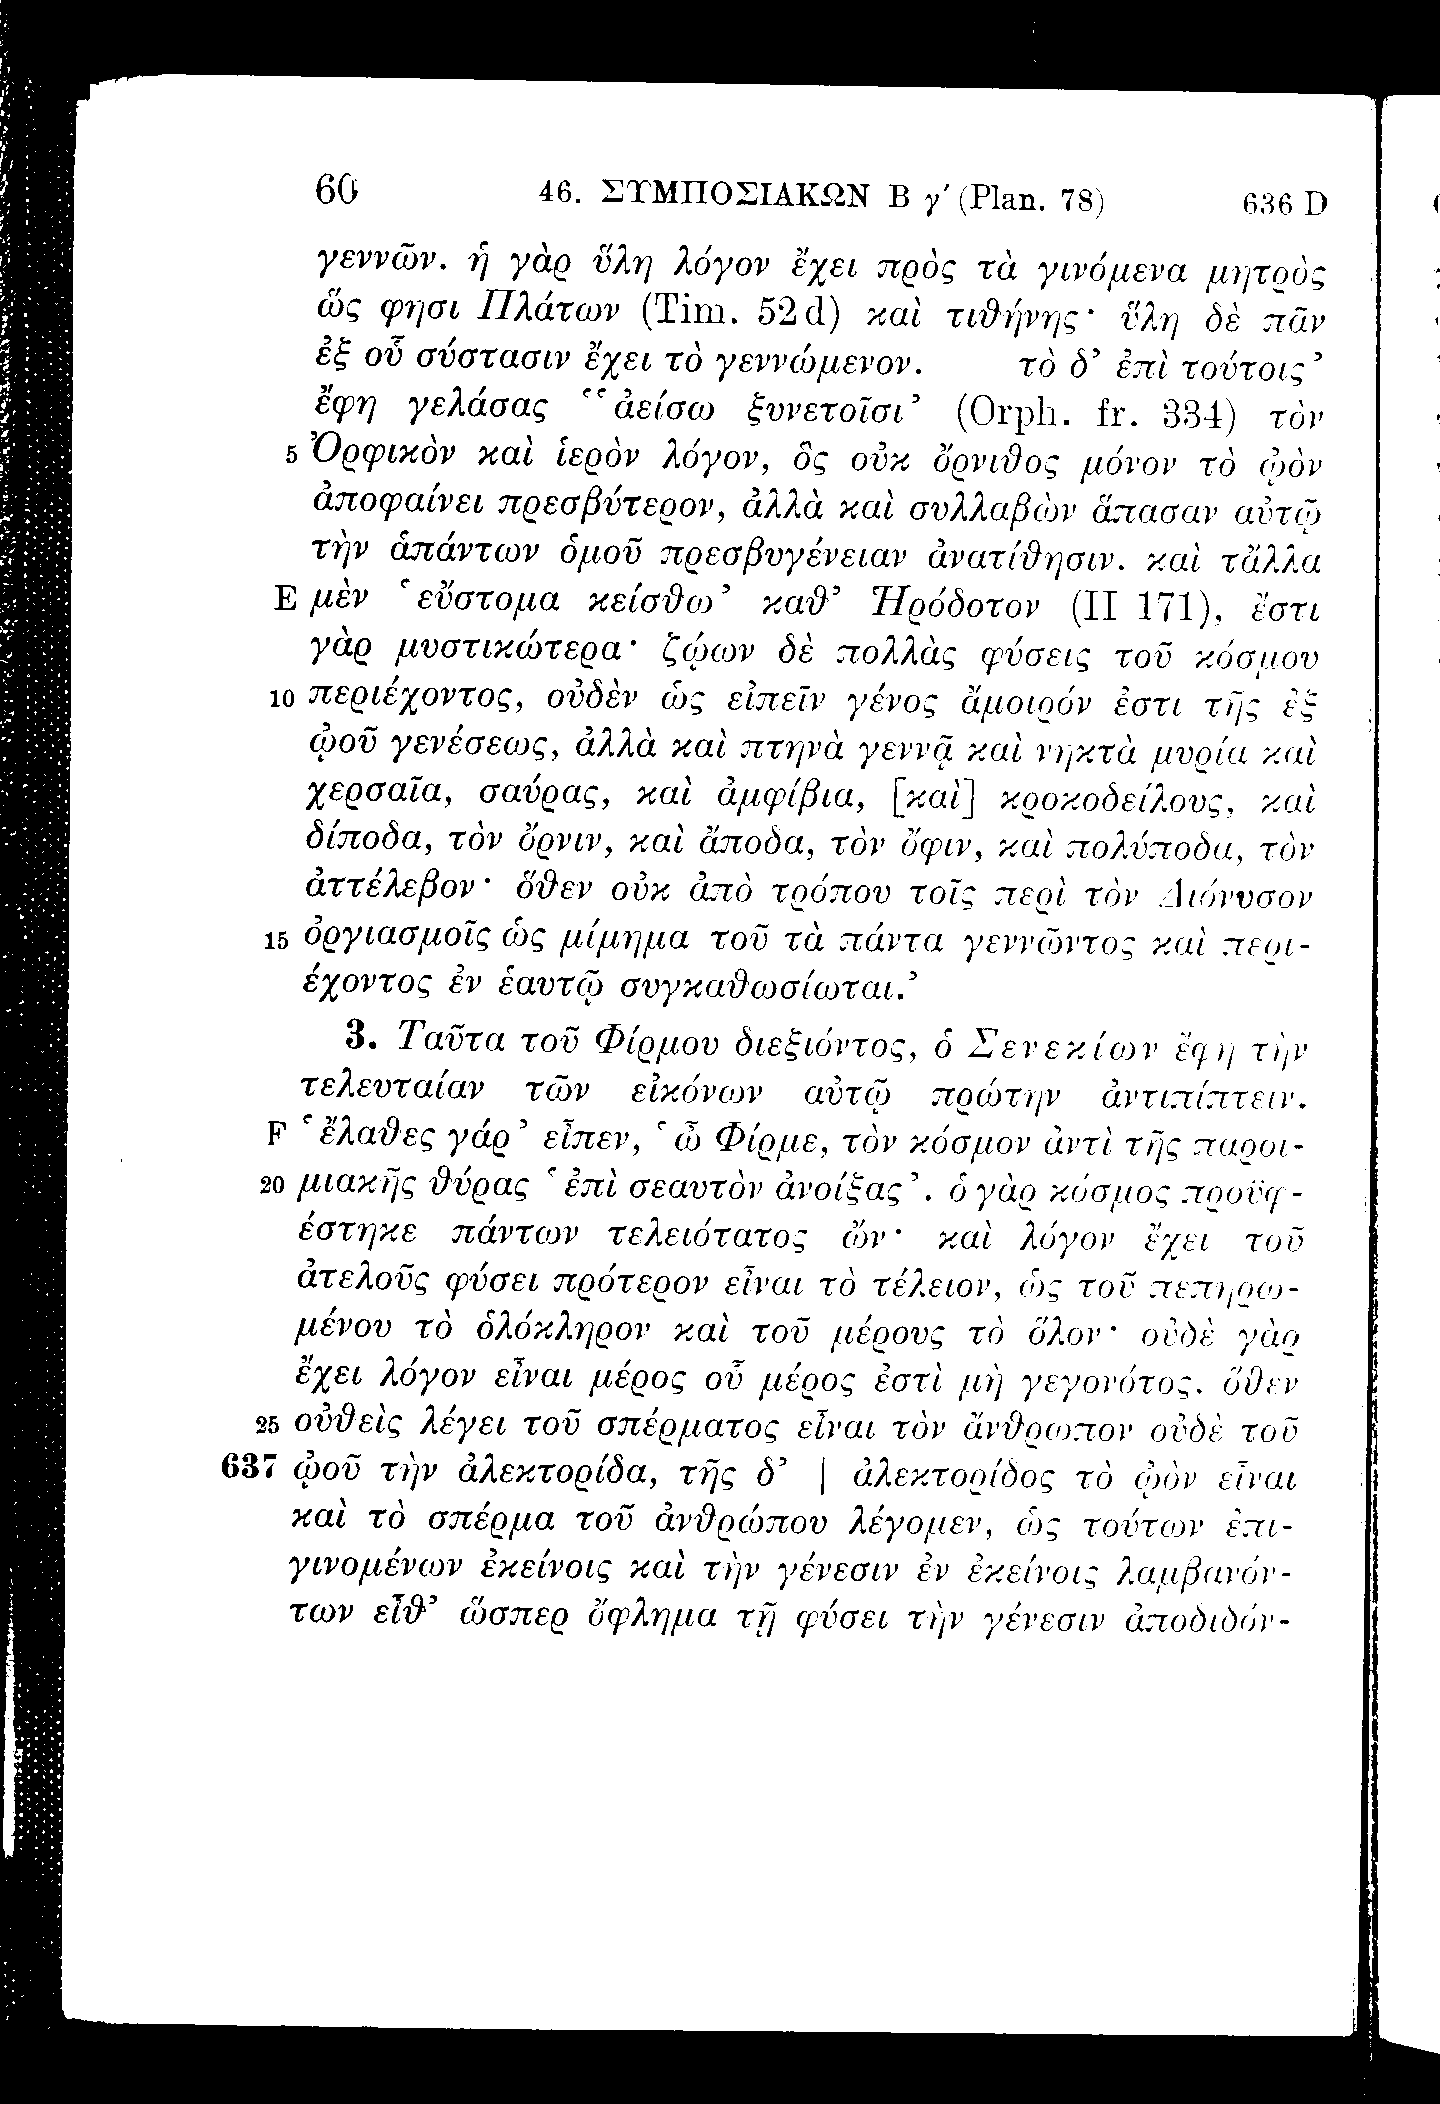 60 46. ΣΥΜΠΟΣΙΑΚΩΝ Β γ′ (Plan. 78) 636 D
γεννῶν. ἡ γὰρ ὕλη λόγον ἔχει πρὸς τὰ γινόμενα μητρὸς
ὥς φησι Πλάτων (Tim. 52 d) καὶ τιθήνης· ὕλη δὲ πᾶν
ἐξ οὗ σύστασιν ἔχει τὸ γεννώμενον. τὸ δ’ ἐπὶ τούτοις’
ἔφη γελάσας ‘‘ἀείσω ξυνετοῖσι’ (Orph. fr. 334) τὸν
5 Ὀρφικὸν καὶ ἱερὸν λόγον, ὃς οὐκ ὄρνιθος μόνον τὸ ᾠὸν
ἀποφαίνει πρεσβύτερον, ἀλλὰ καὶ συλλαβὼν ἅπασαν αὐτῷ
τὴν ἁπάντων ὁμοῦ πρεσβυγένειαν ἀνατίθησιν. καὶ τἄλλα
E μὲν ‘εὔστομα κείσθω’ καθ’ Ἡρόδοτον (II 171), ἔστι
γὰρ μυστικώτερα· ζῴων δὲ πολλὰς φύσεις τοῦ κόσμου
10 περιέχοντος, οὐδὲν ὡς εἰπεῖν γένος ἄμοιρόν ἐστι τῆς ἐξ
ᾠοῦ γενέσεως, ἀλλὰ καὶ πτηνὰ γεννᾷ καὶ νηκτὰ μυρία καὶ
χερσαῖα, σαύρας, καὶ ἀμφίβια, [καὶ] κροκοδείλους, καὶ
δίποδα, τὸν ὄρνιν, καὶ ἄποδα, τὸν ὄφιν, καὶ πολύποδα, τὸν
ἀττέλεβον· ὅθεν οὐκ ἀπὸ τρόπου τοῖς περὶ τὸν Διόνυσον
15 ὀργιασμοῖς ὡς μίμημα τοῦ τὰ πάντα γεννῶντος καὶ περι-
έχοντος ἐν ἑαυτῷ συγκαθωσίωται.’
3. Ταῦτα τοῦ Φίρμου διεξιόντος, ὁ Σενεκίων ἔφη τὴν
τελευταίαν τῶν εἰκόνων αὐτῷ πρώτην ἀντιπίπτειν.
F ‘ἔλαθες γάρ’ εἶπεν, ‘ὦ Φίρμε, τὸν κόσμον ἀντὶ τῆς παροι-
20 μιακῆς θύρας ‘ἐπὶ σεαυτὸν ἀνοίξας’. ὁ γὰρ κόσμος προϋφ-
έστηκε πάντων τελειότατος ὤν· καὶ λόγον ἔχει τοῦ
ἀτελοῦς φύσει πρότερον εἶναι τὸ τέλειον, ὡς τοῦ πεπηρω-
μένου τὸ ὁλόκληρον καὶ τοῦ μέρους τὸ ὅλον· οὐδὲ γὰρ
ἔχει λόγον εἶναι μέρος οὗ μέρος ἐστὶ μὴ γεγονότος. ὅθεν
25 οὐθεὶς λέγει τοῦ σπέρματος εἶναι τὸν ἄνθρωπον οὐδὲ τοῦ
637 ᾠοῦ τὴν ἀλεκτορίδα, τῆς δ’ | ἀλεκτορίδος τὸ ᾠὸν εἶναι
καὶ τὸ σπέρμα τοῦ ἀνθρώπου λέγομεν, ὡς τούτων ἐπι-
γινομένων ἐκείνοις καὶ τὴν γένεσιν ἐν ἐκείνοις λαμβανόν-
των εἶθ’ ὥσπερ ὄφλημα τῇ φύσει τὴν γένεσιν ἀποδιδόν-